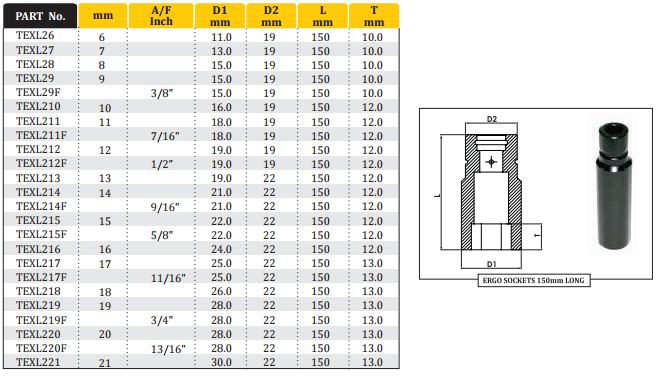 PART No. mm A/F Inch D1 mm D2 mm L mm T mm
TEXL26 6 11.0 19 150 10.0
TEXL27 7 13.0 19 150 10.0
TEXL28 8 15.0 19 150 10.0
TEXL29 9 15.0 19 150 10.0
TEXL29F 3/8" 15.0 19 150 10.0
TEXL210 10 16.0 19 150 12.0
TEXL211 11 18.0 19 150 12.0
TEXL211F 7/16" 18.0 19 150 12.0
TEXL212 12 19.0 19 150 12.0
TEXL212F 1/2" 19.0 19 150 12.0
TEXL213 13 19.0 22 150 12.0
TEXL214 14 21.0 22 150 12.0
TEXL214F 9/16" 21.0 22 150 12.0
TEXL215 15 22.0 22 150 12.0
TEXL215F 5/8" 22.0 22 150 12.0
TEXL216 16 24.0 22 150 12.0
TEXL217 17 25.0 22 150 13.0
TEXL217F 11/16" 25.0 22 150 13.0
TEXL218 18 26.0 22 150 13.0
TEXL219 19 28.0 22 150 13.0
TEXL219F 3/4" 28.0 22 150 13.0
TEXL220 20 28.0 22 150 13.0
TEXL220F 13/16" 28.0 22 150 13.0
TEXL221 21 30.0 22 150 13.0
D2
L
T
D1
ERGO SOCKETS 150mm LONG